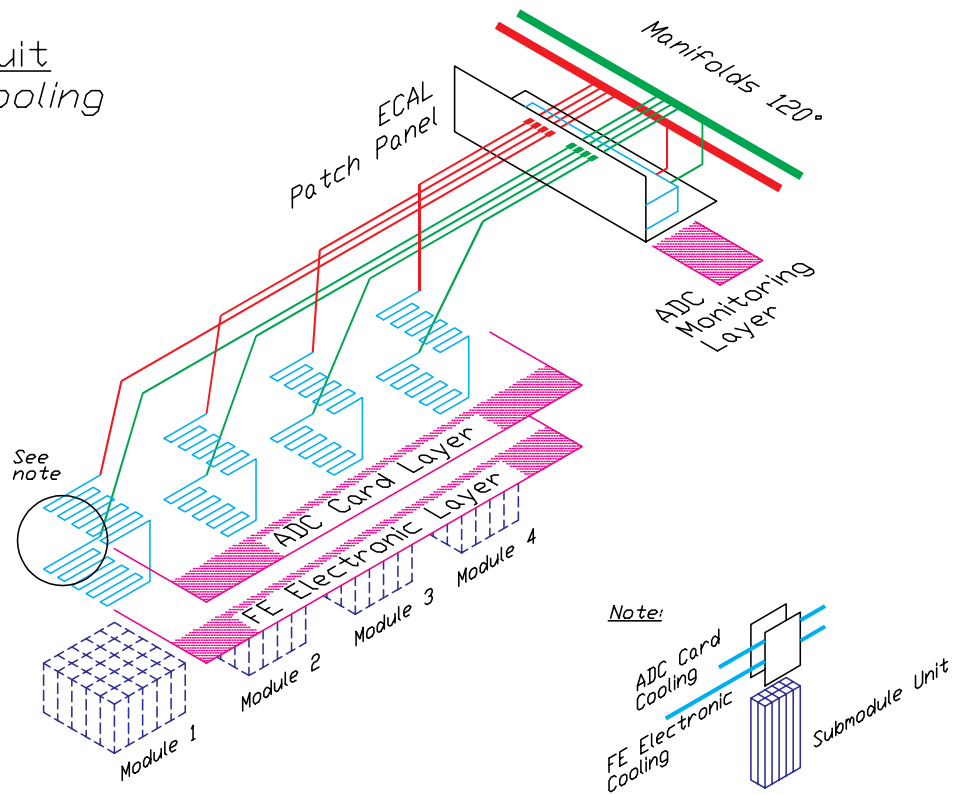 uit
ooling
Manifolds 120°
ECAL
Patch Panel
ADC
Monitoring
Layer
See
note
ADC Card Layer
FE Electronic Layer
Module 4
Module 3
Module 2
Module 1
Note:
ADC Card
Cooling
FE Electronic
Cooling
Submodule Unit